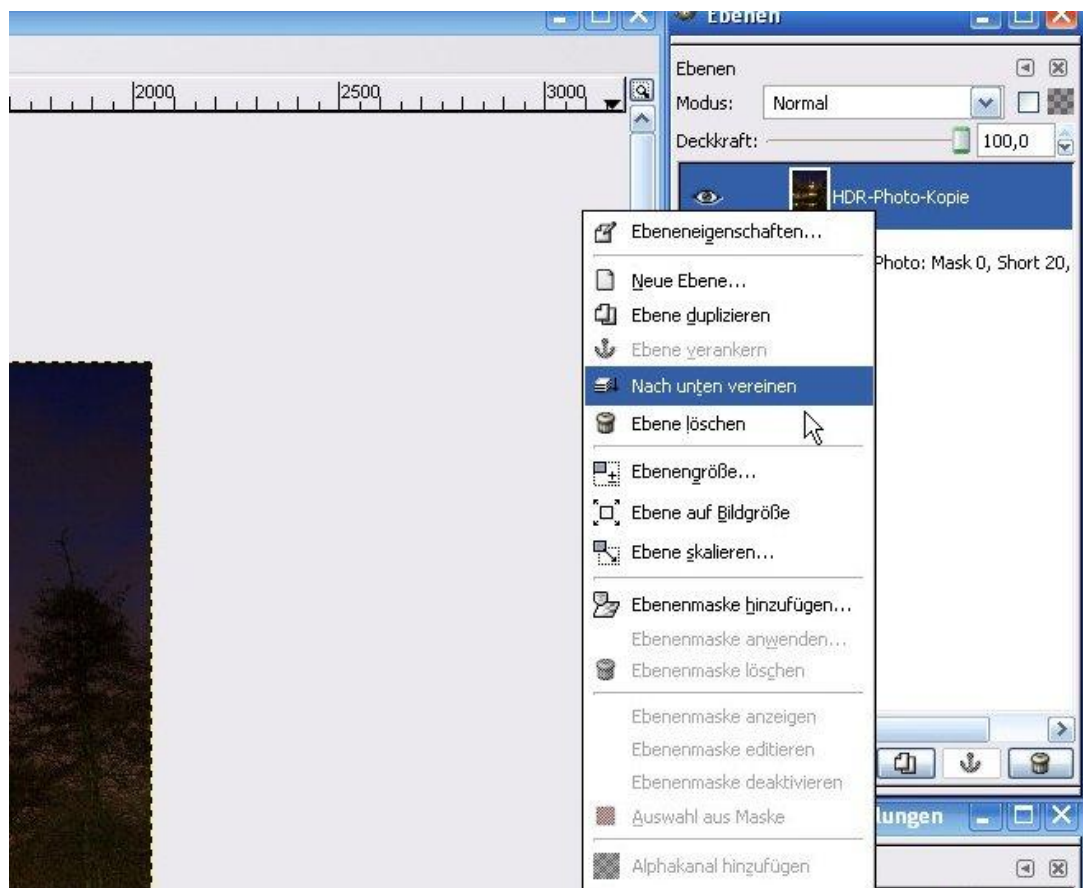 Ebenen
2000 2500 3000
Ebenen
Modus: Normal
Deckkraft: 100,0
HDR-Photo-Kopie
Photo: Mask 0, Short 20,
Ebeneneigenschaften...
Neue Ebene...
Ebene duplizieren
Ebene verankern
Nach unten vereinen
Ebene löschen
Ebenengröße...
Ebene auf Bildgröße
Ebene skalieren...
Ebenenmaske hinzufügen...
Ebenenmaske anwenden...
Ebenenmaske löschen
Ebenenmaske anzeigen
Ebenenmaske editieren
Ebenenmaske deaktivieren
Auswahl aus Maske
lungen
Alphakanal hinzufügen